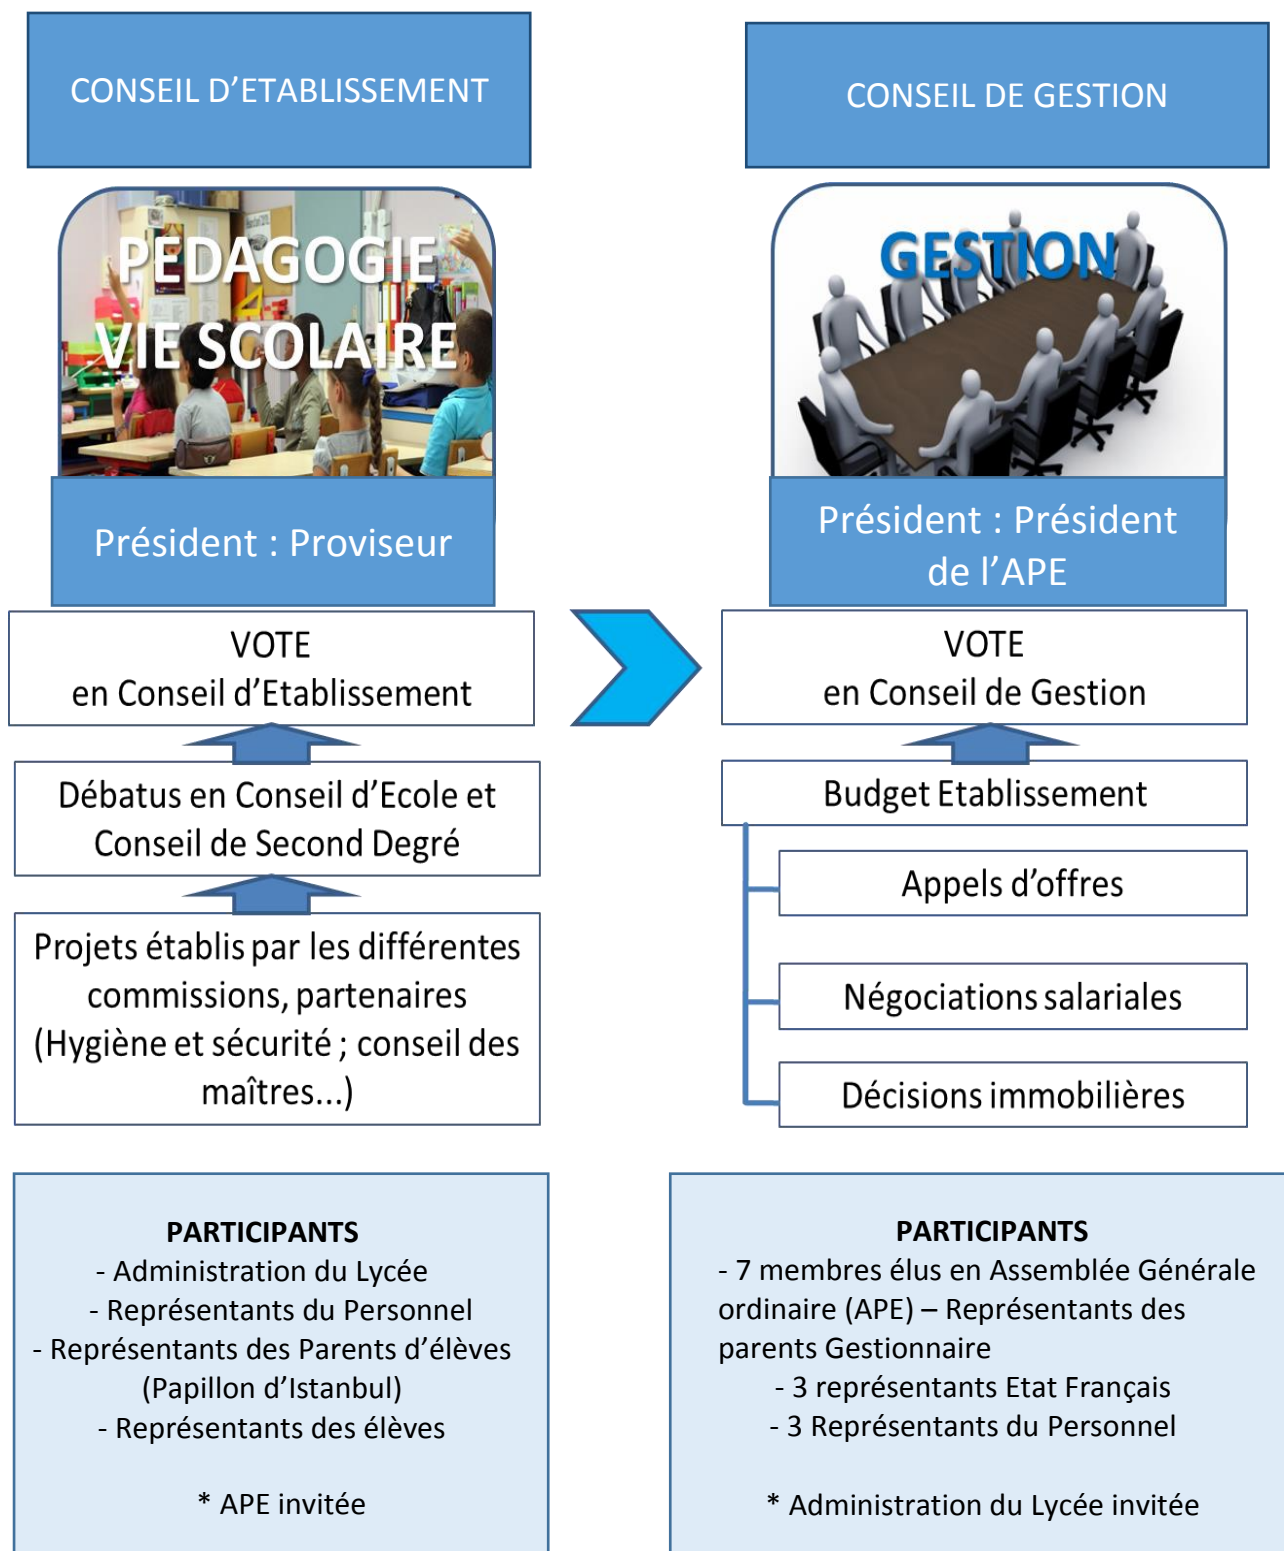 CONSEIL D'ETABLISSEMENT
PEDAGOGIE
VIE SCOLAIRE
Président : Proviseur
VOTE
en Conseil d'Etablissement
Débatus en Conseil d'Ecole et
Conseil de Second Degré
Projets établis par les différentes
commissions, partenaires
(Hygiène et sécurité ; conseil des
maîtres...)
PARTICIPANTS
- Administration du Lycée
- Représentants du Personnel
- Représentants des Parents d'élèves
(Papillon d'Istanbul)
- Représentants des élèves
* APE invitée
CONSEIL DE GESTION
GESTION
Président : Président
de l'APE
VOTE
en Conseil de Gestion
Budget Etablissement
Appels d'offres
Négociations salariales
Décisions immobilières
PARTICIPANTS
- 7 membres élus en Assemblée Générale
ordinaire (APE) – Représentants des
parents Gestionnaire
- 3 représentants Etat Français
- 3 Représentants du Personnel
* Administration du Lycée invitée